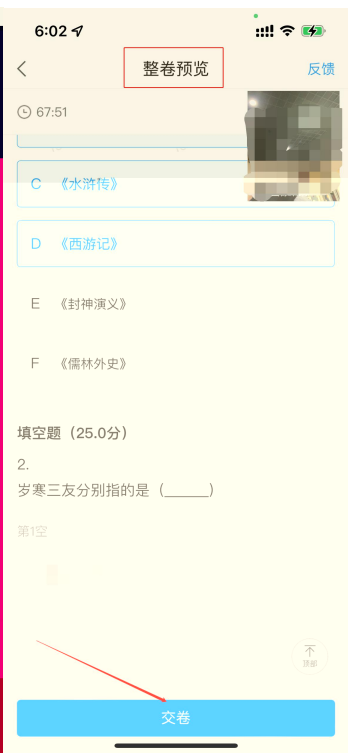 6:02
整卷预览
反馈
67:51
C 《水浒传》
D 《西游记》
E 《封神演义》
F 《儒林外史》
填空题（25.0分）
2.
岁寒三友分别指的是（______）
第1空
顶部
交卷